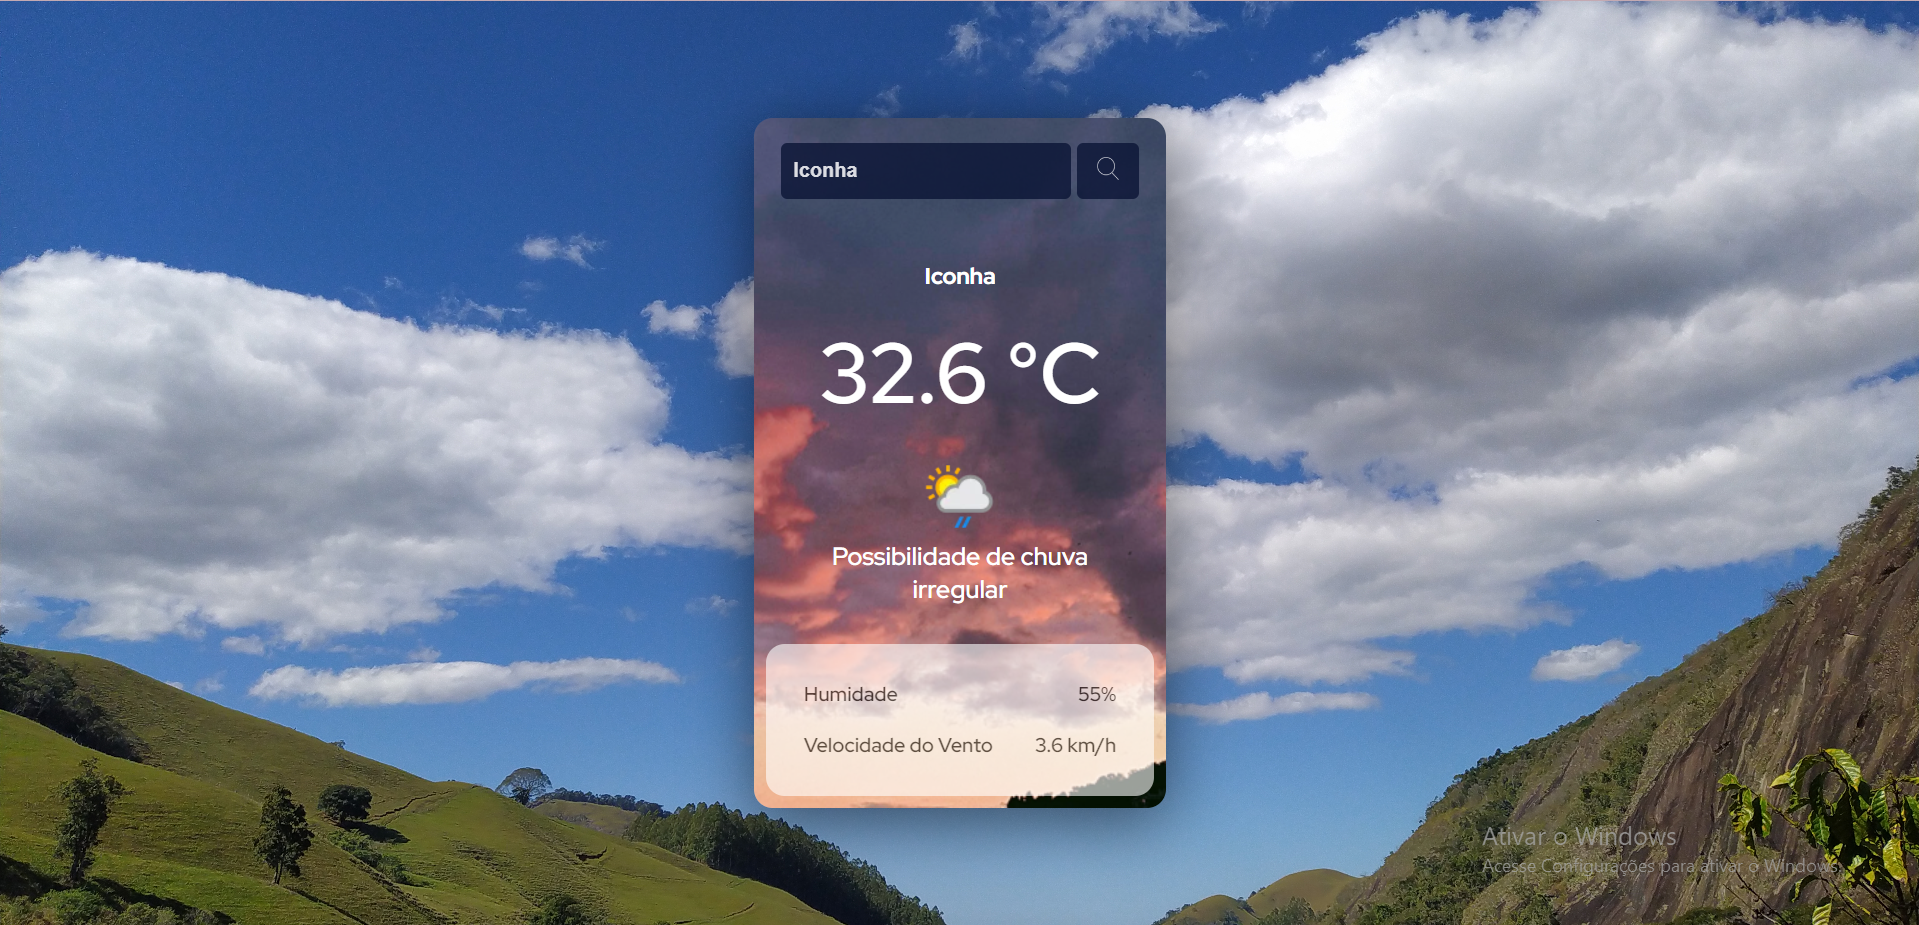 Iconha
Iconha
32.6 °C
Possibilidade de chuva
irregular
Humidade 55%
Velocidade do Vento 3.6 km/h
Ativar o Windows
Acesse Configurações para ativar o Windows.